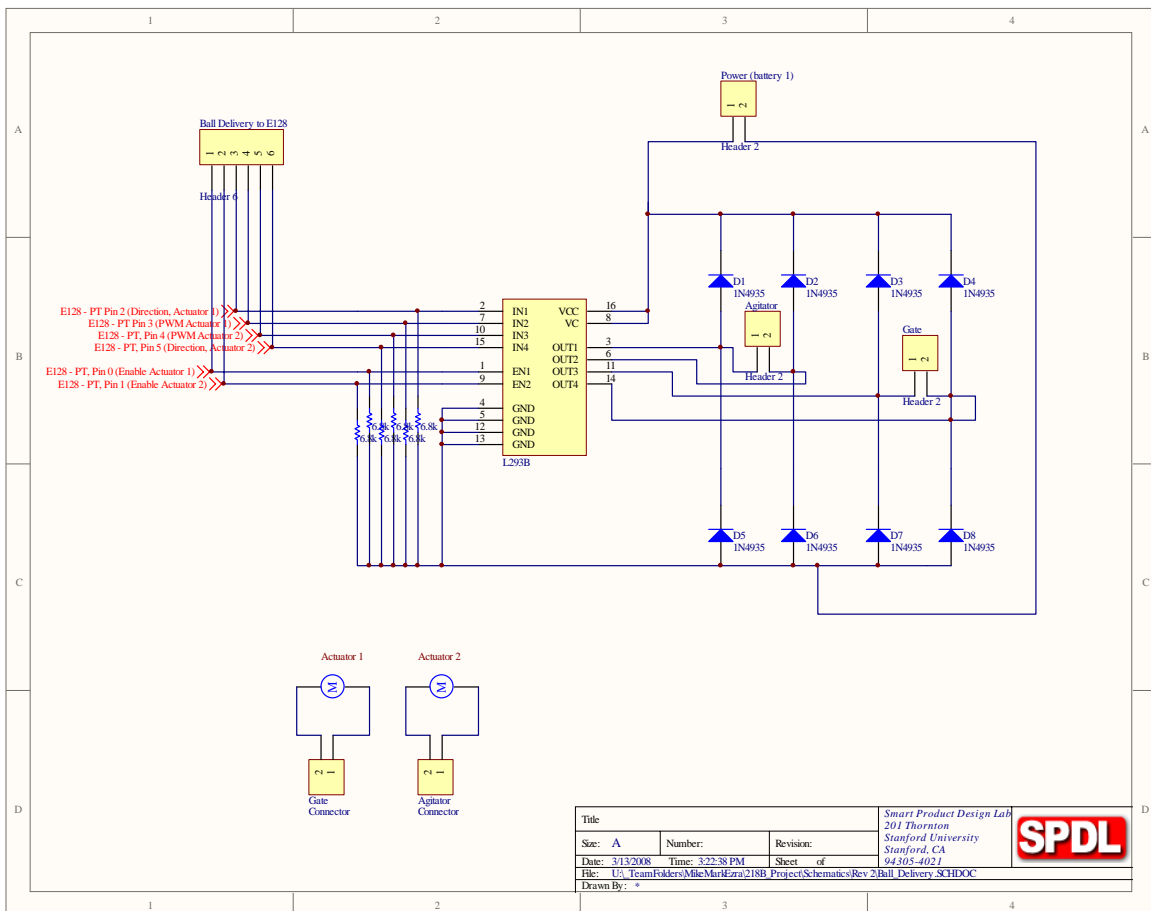 1 2 3 4
A A
Power (battery 1)
1 2
Header 2
Ball Delivery to E128
1 2 3 4 5 6
Header 6
D1
1N4935
D2
1N4935
D3
1N4935
D4
1N4935
E128 - PT Pin 2 (Direction, Actuator 1)
E128 - PT Pin 3 (PWM Actuator 1)
E128 - PT, Pin 4 (PWM Actuator 2)
E128 - PT, Pin 5 (Direction, Actuator 2)
E128 - PT, Pin 0 (Enable Actuator 1)
E128 - PT, Pin 1 (Enable Actuator 2)
B B
2 IN1 VCC 16
7 IN2 VC 8
10 IN3
15 IN4 OUT1 3
OUT2 6
1 EN1 OUT3 11
9 EN2 OUT4 14
4 GND
5 GND
12 GND
13 GND
L293B
Agitator
1 2
Header 2
Gate
1 2
Header 2
6.8k 6.8k 6.8k
6.8k 6.8k 6.8k
D5
1N4935
D6
1N4935
D7
1N4935
D8
1N4935
C C
Actuator 1
M
2 1
Gate
Connector
Actuator 2
M
2 1
Agitator
Connector
D D
Title
Size: A Number: Revision:
Date: 3/13/2008 Time: 3:22:38 PM Sheet of
File: U:\_TeamFolders\MikeMarkEzra\218B_Project\Schematics\Rev 2\Ball_Delivery.SCHDOC
Drawn By: *
Smart Product Design Lab
201 Thornton
Stanford University
Stanford, CA
94305-4021
SPDL
1 2 3 4